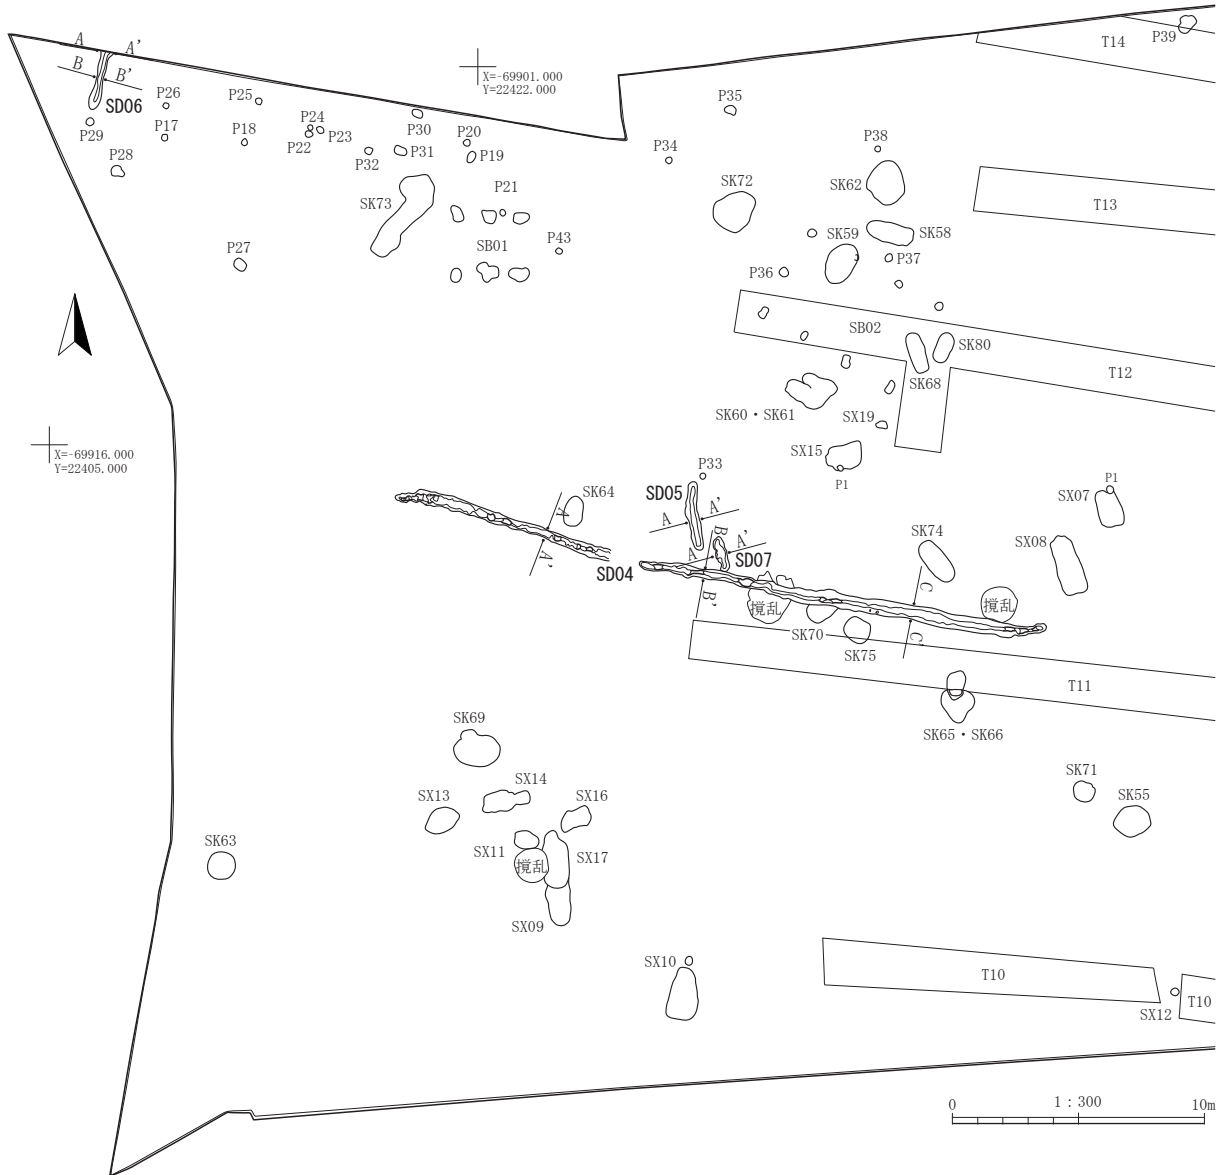 T14
P39
A
A'
B
B'
SD06
X=-69901.000
Y=22422.000
P26
P25
P29
P17
P18
P24
P22
P23
P30
P20
P32
P31
P19
P28
P35
P34
P38
SK62
SK72
T13
SK73
P21
SB01
P43
P27
SK59
SK58
P37
P36
SB02
SK80
SK68
T12
SK60・SK61
SX19
SX15
P1
X=-69916.000
Y=22405.000
P33
SK64
SD05
A
A'
A
A'
B
B'
A
A'
SD07
SD04
P1
SX07
SX08
SK74
C
C'
撹乱
撹乱
SK70
SK75
T11
SK65・SK66
SK69
SX14
SX13
SX16
SK71
SK55
SK63
SX11
撹乱
SX17
SX09
SX10
T10
T10
SX12
0
1：300
10m